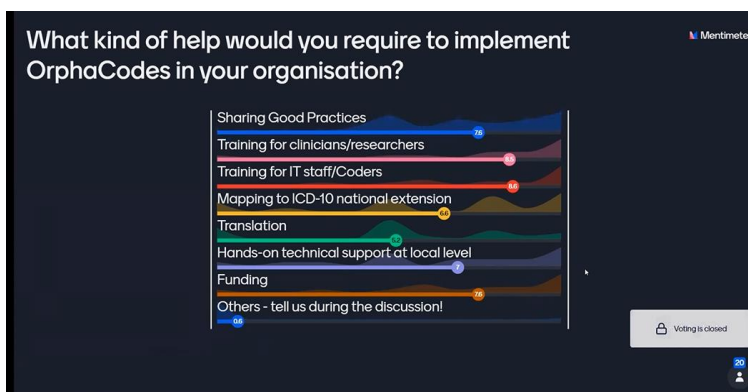 What kind of help would you require to implement
OrphaCodes in your organisation?
Mentimete
Sharing Good Practices
7.6
Training for clinicians/researchers
8.5
Training for IT staff/Coders
8.6
Mapping to ICD-10 national extension
6.6
Translation
5.2
Hands-on technical support at local level
7
Funding
7.6
Others - tell us during the discussion!
0.6
Voting is closed
20